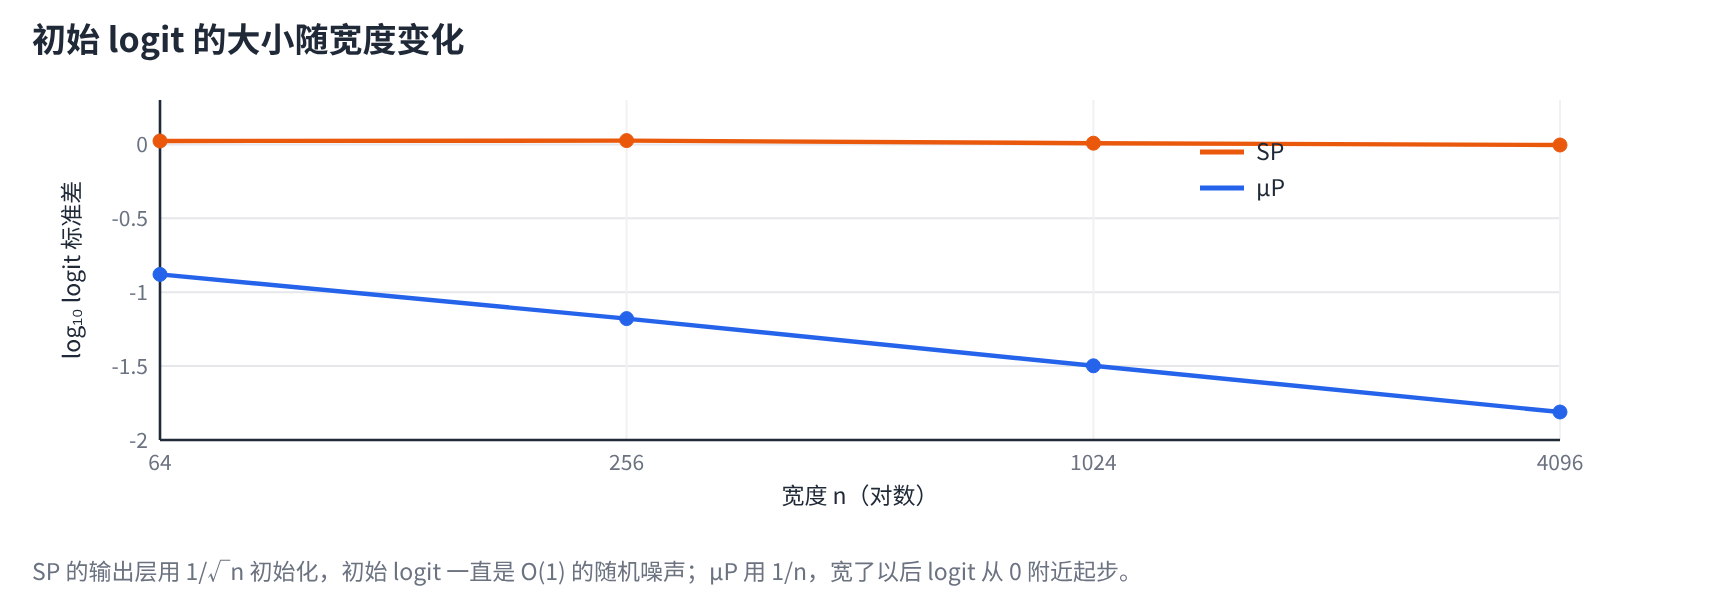 初始 logit 的大小随宽度变化
0
-0.5
-1
-1.5
-2
log₁₀ logit 标准差
SP
μP
64
256
1024
4096
宽度 n（对数）
SP 的输出层用 1/√n 初始化，初始 logit 一直是 O(1) 的随机噪声；μP 用 1/n，宽了以后 logit 从 0 附近起步。